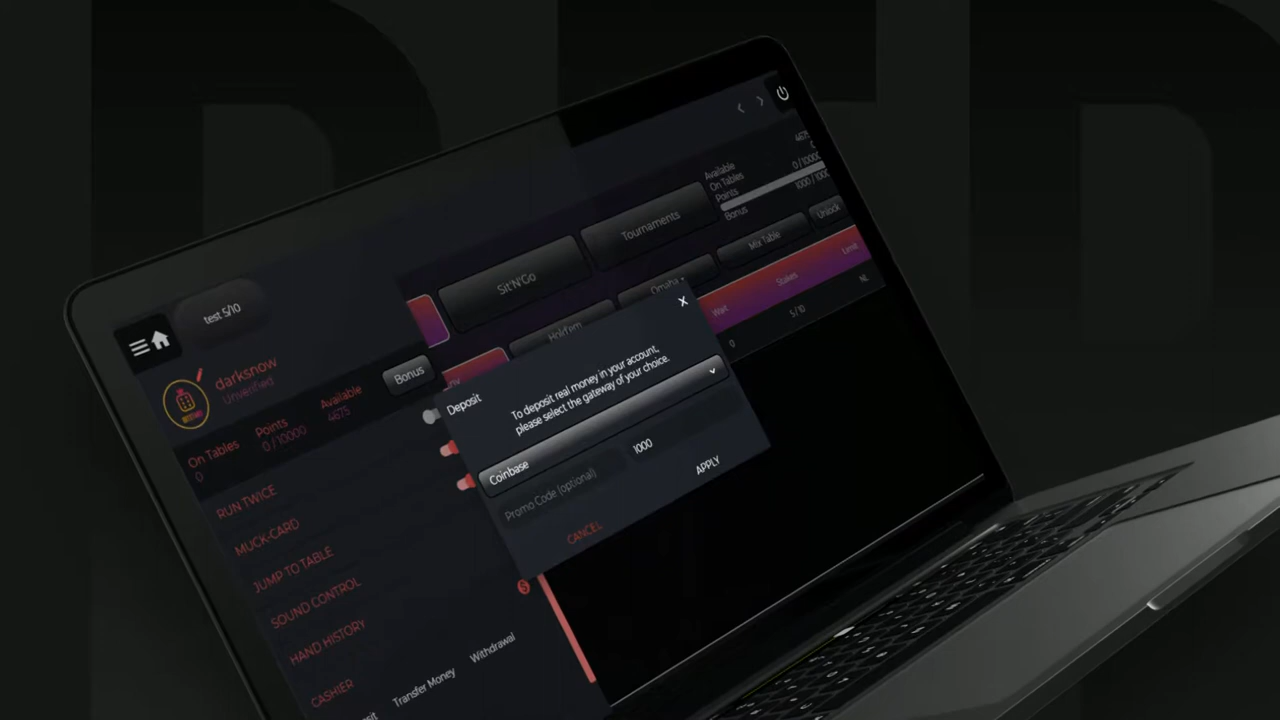 test 5/10
darksnow
Unverified
Bonus
On Tables
0
Points
0 / 10000
Available
4675
RUN TWICE
MUCK-CARD
JUMP TO TABLE
SOUND CONTROL
HAND HISTORY
CASHIER
Transfer Money
Withdrawal
Sit'N'Go
Tournaments
Available
On Tables
Points
Bonus
4675
0 / 10000
1000 / 1000
Hold'em
Omaha
Mix Table
Unlock
Wait
Stakes
Limit
0
5/10
NL
Deposit
To deposit real money in your account,
please select the gateway of your choice.
Coinbase
Promo Code (optional)
1000
CANCEL
APPLY